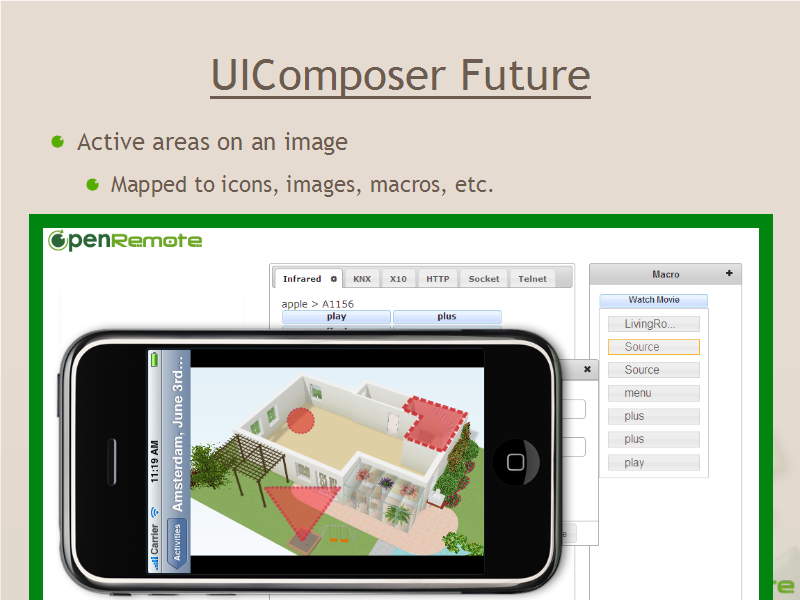 UIComposer Future
Active areas on an image
Mapped to icons, images, macros, etc.
OpenRemote
Infrared KNX X10 HTTP Socket Telnet
apple > A1156
play plus
Macro +
Watch Movie
LivingRo...
Source
Source
menu
plus
plus
play
Carrier 11:19 AM
Activities Amsterdam, June 3rd...